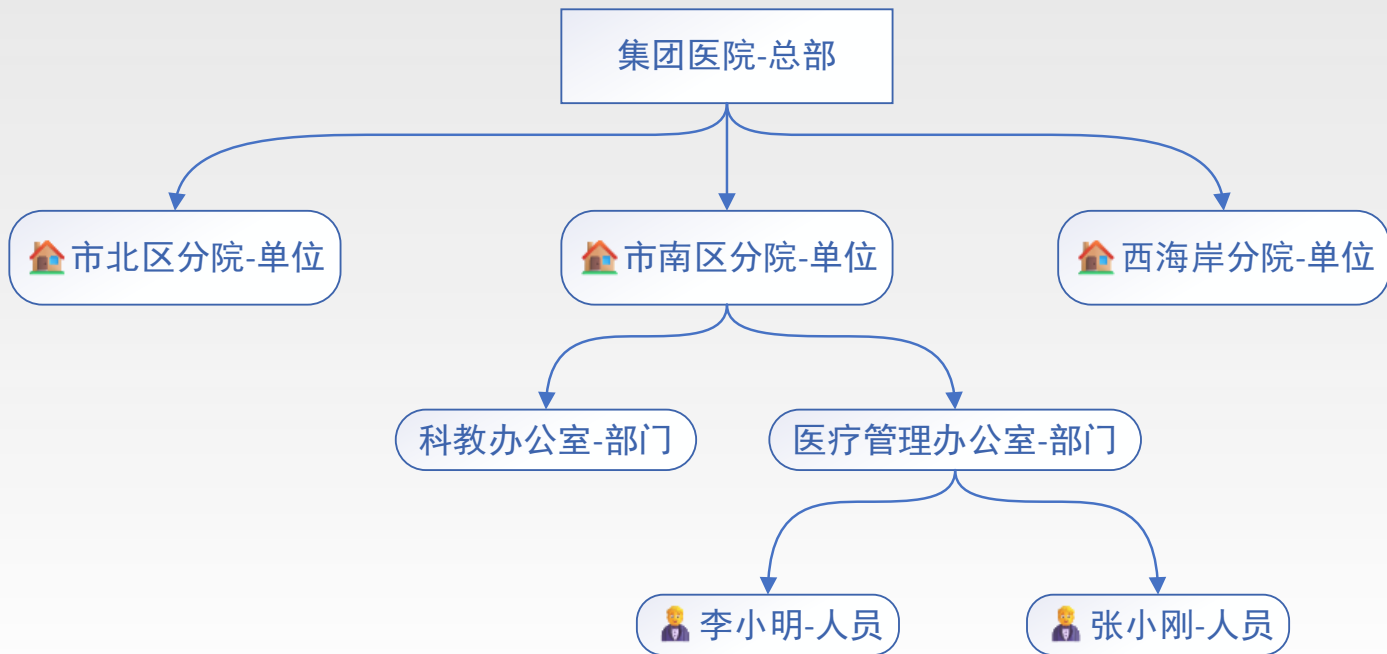 集团医院-总部
市北区分院-单位
市南区分院-单位
西海岸分院-单位
科教办公室-部门
医疗管理办公室-部门
李小明-人员
张小刚-人员